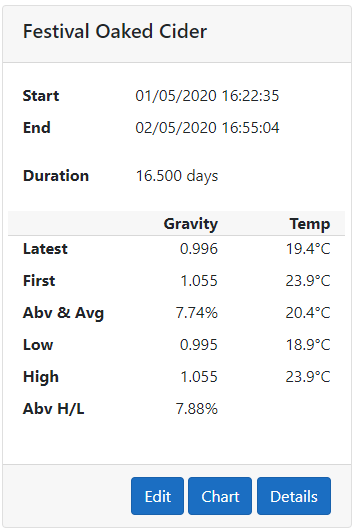 Festival Oaked Cider
Start 01/05/2020 16:22:35
End 02/05/2020 16:55:04
Duration 16.500 days
Gravity Temp
Latest 0.996 19.4°C
First 1.055 23.9°C
Abv & Avg 7.74% 20.4°C
Low 0.995 18.9°C
High 1.055 23.9°C
Abv H/L 7.88%
Edit Chart Details